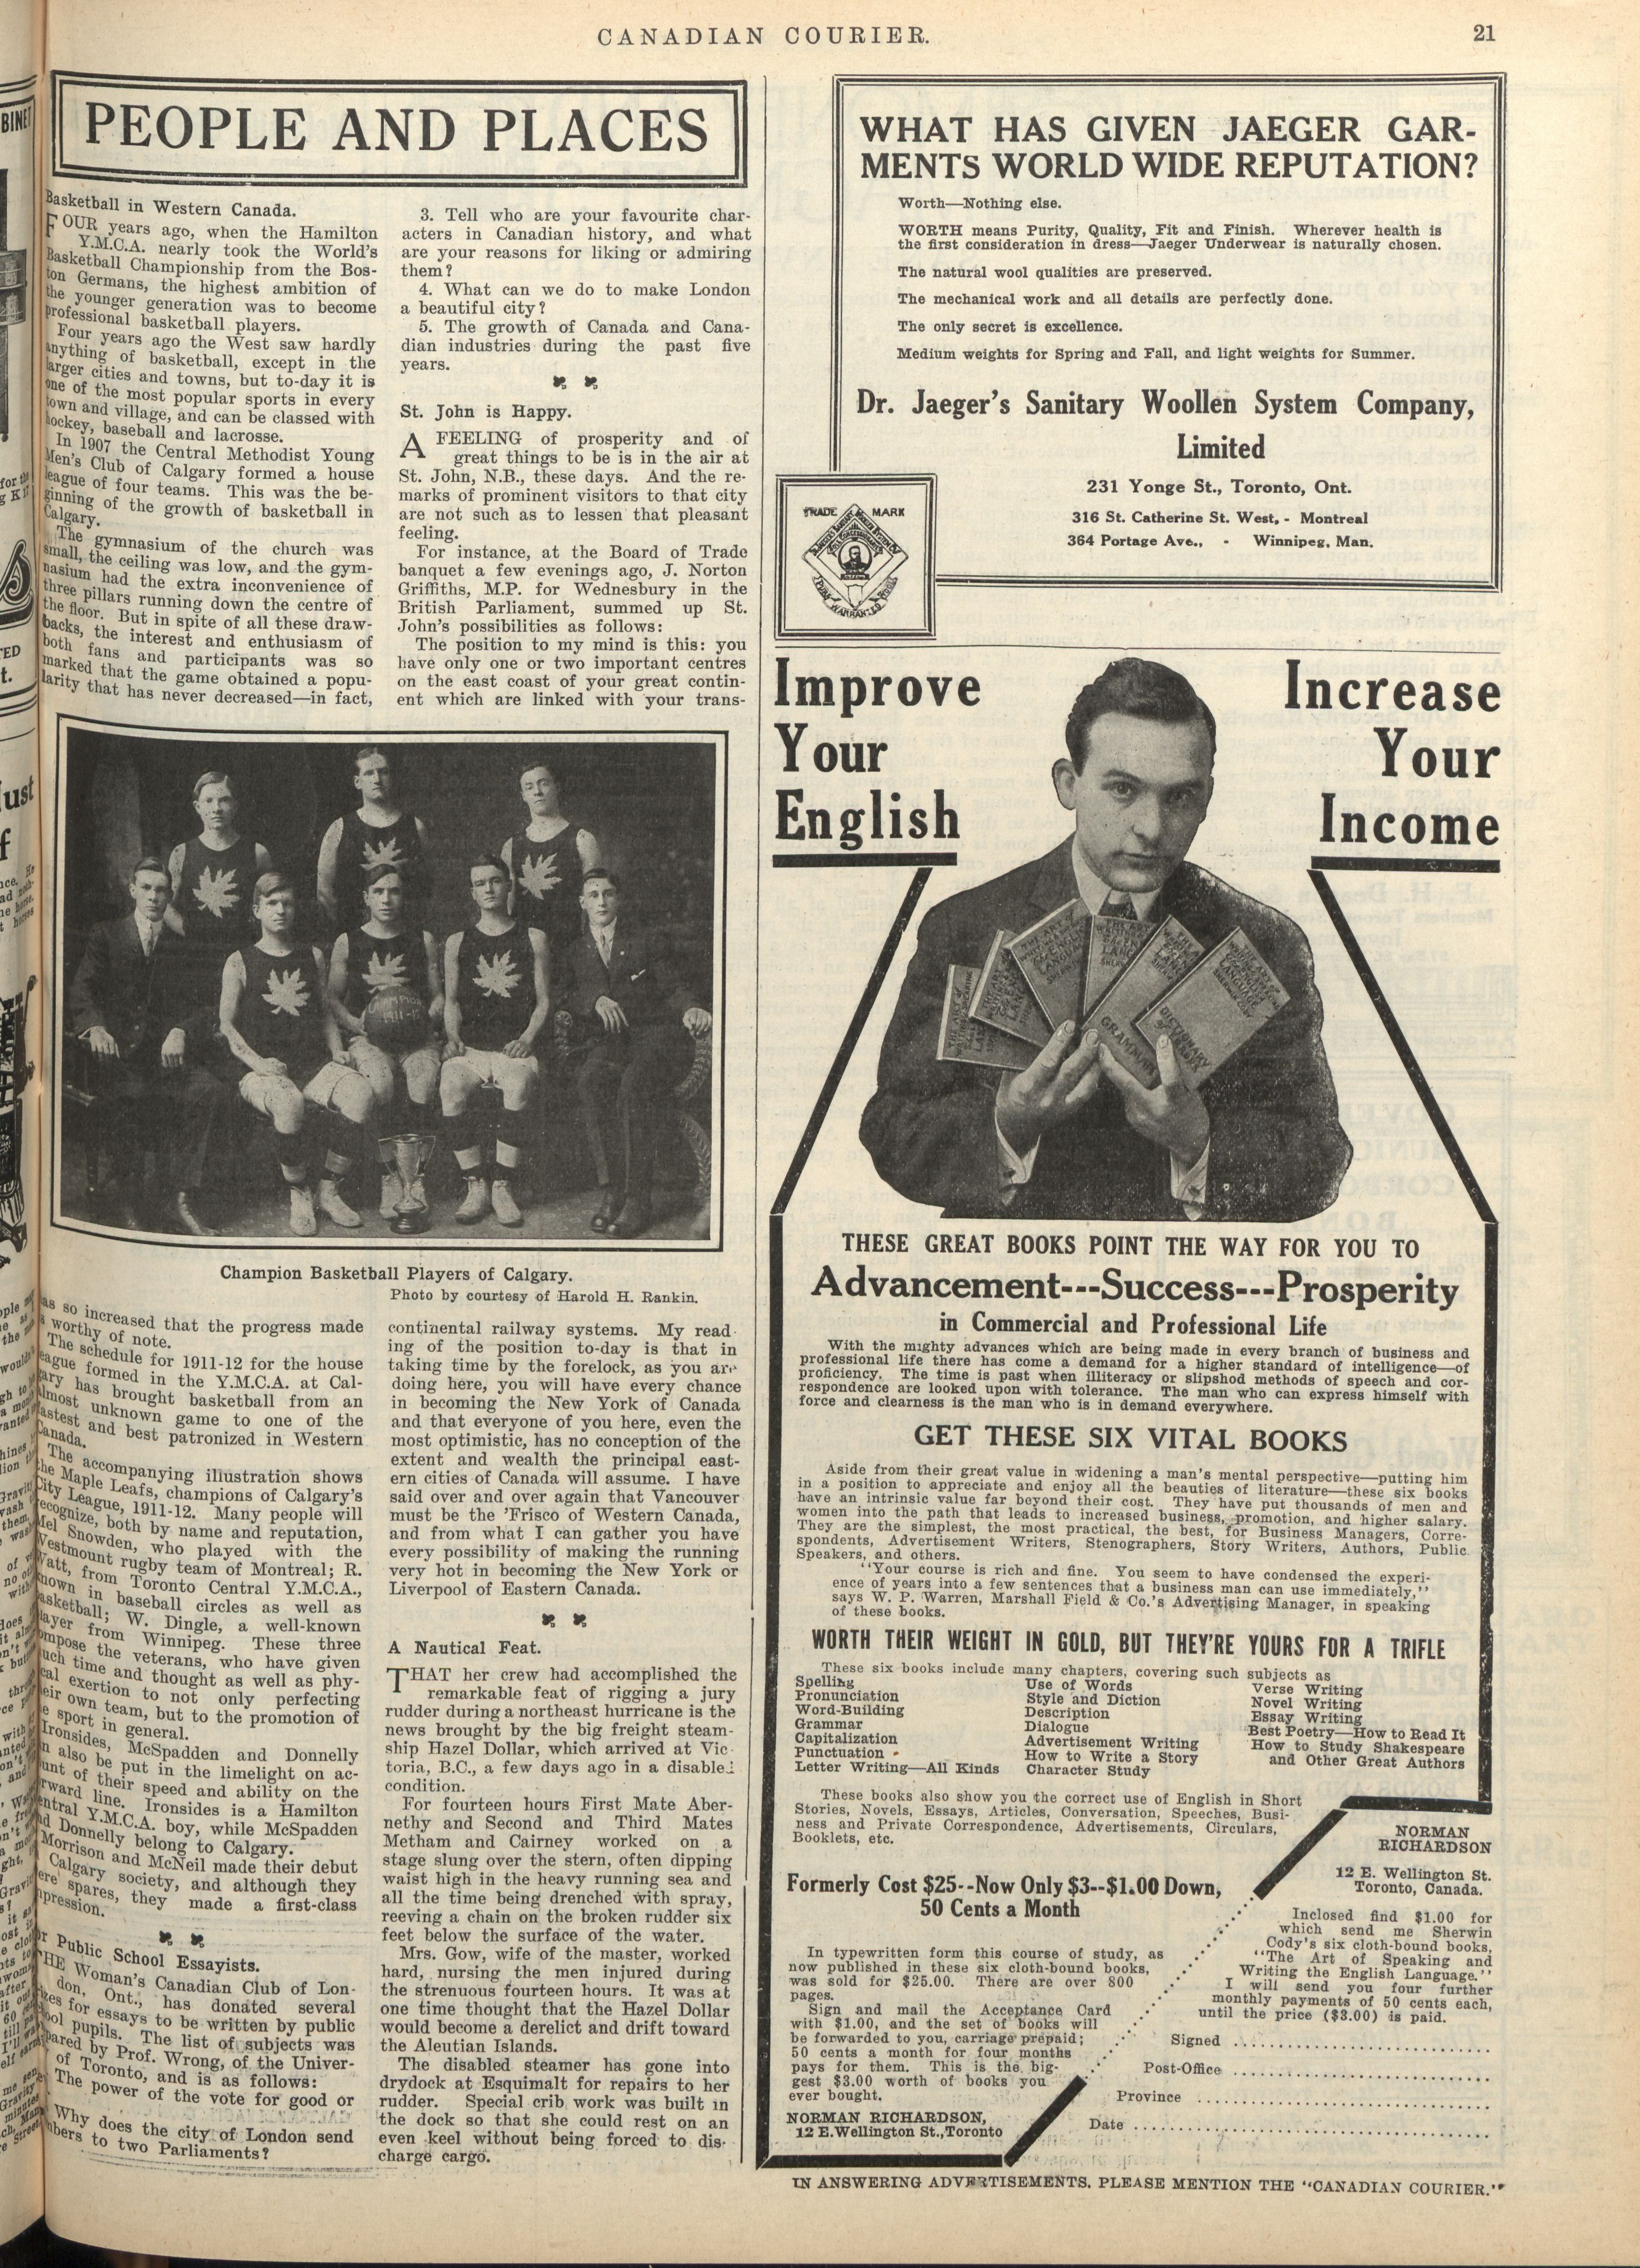 CANADIAN COURIER.
21
PEOPLE AND PLACES
Basketball in Western Canada.
FOUR years ago, when the Hamilton
Y.M.C.A. nearly took the World's
Basketball Championship from the Bos-
ton Germans, the highest ambition of
the younger generation was to become
professional basketball players.
Four years ago the West saw hardly
anything of basketball, except in the
larger cities and towns, but to-day it is
one of the most popular sports in every
town and village, and can be classed with
hockey, baseball and lacrosse.
In 1907 the Central Methodist Young
Men's Club of Calgary formed a house
league of four teams. This was the be-
ginning of the growth of basketball in
Calgary.
The gymnasium of the church was
small, the ceiling was low, and the gym-
nasium had the extra inconvenience of
three pillars running down the centre of
the floor. But in spite of all these draw-
backs, the interest and enthusiasm of
both fans and participants was so
marked that the game obtained a popu-
larity that has never decreased—in fact,
Champion Basketball Players of Calgary.
Photo by courtesy of Harold H. Rankin.
CHAMPIONS
1911-12
as so increased that the progress made
s worthy of note.
The schedule for 1911-12 for the house
eague formed in the Y.M.C.A. at Cal-
gary has brought basketball from an
almost unknown game to one of the
fastest and best patronized in Western
Canada.
The accompanying illustration shows
the Maple Leafs, champions of Calgary's
City League, 1911-12. Many people will
recognize, both by name and reputation,
Mel Snowden, who played with the
Westmount rugby team of Montreal; R.
Watt, from Toronto Central Y.M.C.A.,
known in baseball circles as well as
basketball; W. Dingle, a well-known
player from Winnipeg. These three
ompose the veterans, who have given
uch time and thought as well as phy-
cal exertion to not only perfecting
eir own team, but to the promotion of
e sport in general.
Ironsides, McSpadden and Donnelly
n also be put in the limelight on ac-
unt of their speed and ability on the
rward line. Ironsides is a Hamilton
entral Y.M.C.A. boy, while McSpadden
d Donnelly belong to Calgary.
Morrison and McNeil made their debut
Calgary society, and although they
ere spares, they made a first-class
pression.
r Public School Essayists.
HE Woman's Canadian Club of Lon-
don, Ont., has donated several
zes for essays to be written by public
ool pupils. The list of subjects was
pared by Prof. Wrong, of the Univer-
of Toronto, and is as follows:
The power of the vote for good or
Why does the city of London send
mbers to two Parliaments?
3. Tell who are your favourite char-
acters in Canadian history, and what
are your reasons for liking or admiring
them?
4. What can we do to make London
a beautiful city?
5. The growth of Canada and Cana-
dian industries during the past five
years.
St. John is Happy.
A FEELING of prosperity and of
great things to be is in the air at
St. John, N.B., these days. And the re-
marks of prominent visitors to that city
are not such as to lessen that pleasant
feeling.
For instance, at the Board of Trade
banquet a few evenings ago, J. Norton
Griffiths, M.P. for Wednesbury in the
British Parliament, summed up St.
John's possibilities as follows:
The position to my mind is this: you
have only one or two important centres
on the east coast of your great contin-
ent which are linked with your trans-
continental railway systems. My read-
ing of the position to-day is that in
taking time by the forelock, as you are
doing here, you will have every chance
in becoming the New York of Canada
and that everyone of you here, even the
most optimistic, has no conception of the
extent and wealth the principal east-
ern cities of Canada will assume. I have
said over and over again that Vancouver
must be the 'Frisco of Western Canada,
and from what I can gather you have
every possibility of making the running
very hot in becoming the New York or
Liverpool of Eastern Canada.
A Nautical Feat.
THAT her crew had accomplished the
remarkable feat of rigging a jury
rudder during a northeast hurricane is the
news brought by the big freight steam-
ship Hazel Dollar, which arrived at Vic-
toria, B.C., a few days ago in a disabled
condition.
For fourteen hours First Mate Aber-
nethy and Second and Third Mates
Metham and Cairney worked on a
stage slung over the stern, often dipping
waist high in the heavy running sea and
all the time being drenched with spray,
reeving a chain on the broken rudder six
feet below the surface of the water.
Mrs. Gow, wife of the master, worked
hard, nursing the men injured during
the strenuous fourteen hours. It was at
one time thought that the Hazel Dollar
would become a derelict and drift toward
the Aleutian Islands.
The disabled steamer has gone into
drydock at Esquimalt for repairs to her
rudder. Special crib work was built in
the dock so that she could rest on an
even keel without being forced to dis-
charge cargo.
WHAT HAS GIVEN JAEGER GAR-
MENTS WORLD WIDE REPUTATION?
Worth—Nothing else.
WORTH means Purity, Quality, Fit and Finish. Wherever health is
the first consideration in dress—Jaeger Underwear is naturally chosen.
The natural wool qualities are preserved.
The mechanical work and all details are perfectly done.
The only secret is excellence.
Medium weights for Spring and Fall, and light weights for Summer.
Dr. Jaeger's Sanitary Woollen System Company,
Limited
231 Yonge St., Toronto, Ont.
316 St. Catherine St. West, - Montreal
364 Portage Ave., - Winnipeg, Man.
TRADE MARK
Improve
Your
English
Increase
Your
Income
GRAMMAR
DICTIONARY
THESE GREAT BOOKS POINT THE WAY FOR YOU TO
Advancement---Success---Prosperity
in Commercial and Professional Life
With the mighty advances which are being made in every branch of business and
professional life there has come a demand for a higher standard of intelligence—of
proficiency. The time is past when illiteracy or slipshod methods of speech and cor-
respondence are looked upon with tolerance. The man who can express himself with
force and clearness is the man who is in demand everywhere.
GET THESE SIX VITAL BOOKS
Aside from their great value in widening a man's mental perspective—putting him
in a position to appreciate and enjoy all the beauties of literature—these six books
have an intrinsic value far beyond their cost. They have put thousands of men and
women into the path that leads to increased business, promotion, and higher salary.
They are the simplest, the most practical, the best, for Business Managers, Corre-
spondents, Advertisement Writers, Stenographers, Story Writers, Authors, Public
Speakers, and others.
"Your course is rich and fine. You seem to have condensed the experi-
ence of years into a few sentences that a business man can use immediately,"
says W. P. Warren, Marshall Field & Co.'s Advertising Manager, in speaking
of these books.
WORTH THEIR WEIGHT IN GOLD, BUT THEY'RE YOURS FOR A TRIFLE
These six books include many chapters, covering such subjects as
Spelling
Pronunciation
Word-Building
Grammar
Capitalization
Punctuation
Letter Writing—All Kinds
Use of Words
Style and Diction
Description
Dialogue
Advertisement Writing
How to Write a Story
Character Study
Verse Writing
Novel Writing
Essay Writing
Best Poetry—How to Read It
How to Study Shakespeare
and Other Great Authors
These books also show you the correct use of English in Short
Stories, Novels, Essays, Articles, Conversation, Speeches, Busi-
ness and Private Correspondence, Advertisements, Circulars,
Booklets, etc.
Formerly Cost $25--Now Only $3--$1.00 Down,
50 Cents a Month
In typewritten form this course of study, as
now published in these six cloth-bound books,
was sold for $25.00. There are over 800
pages.
Sign and mail the Acceptance Card
with $1.00, and the set of books will
be forwarded to you, carriage prepaid;
50 cents a month for four months
pays for them. This is the big-
gest $3.00 worth of books you
ever bought.
NORMAN RICHARDSON,
12 E. Wellington St., Toronto
NORMAN
RICHARDSON
12 E. Wellington St.
Toronto, Canada.
Inclosed find $1.00 for
which send me Sherwin
Cody's six cloth-bound books,
"The Art of Speaking and
Writing the English Language."
I will send you four further
monthly payments of 50 cents each,
until the price ($3.00) is paid.
Signed
Post-Office
Province
Date
IN ANSWERING ADVERTISEMENTS, PLEASE MENTION THE "CANADIAN COURIER."